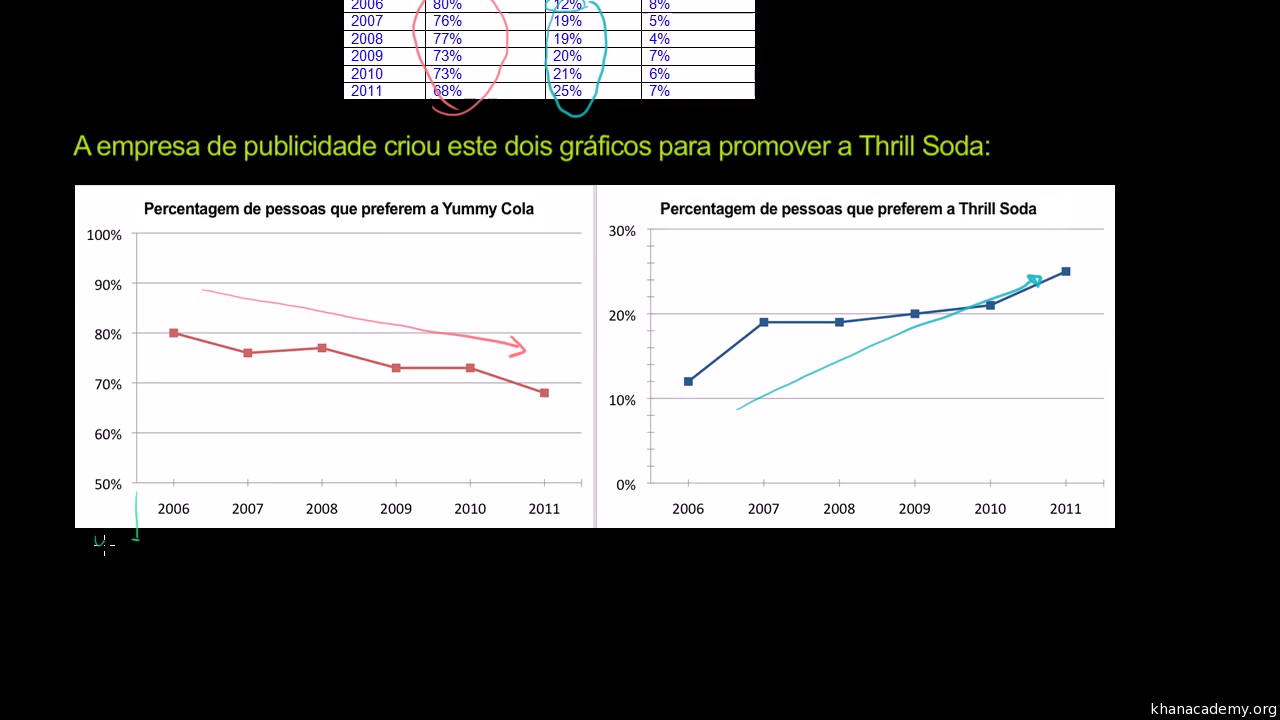 2006 80% 12% 8%
2007 76% 19% 5%
2008 77% 19% 4%
2009 73% 20% 7%
2010 73% 21% 6%
2011 68% 25% 7%
A empresa de publicidade criou este dois gráficos para promover a Thrill Soda:
Percentagem de pessoas que preferem a Yummy Cola
100%
90%
80%
70%
60%
50%
2006 2007 2008 2009 2010 2011
Percentagem de pessoas que preferem a Thrill Soda
30%
20%
10%
0%
2006 2007 2008 2009 2010 2011
khanacademy.org